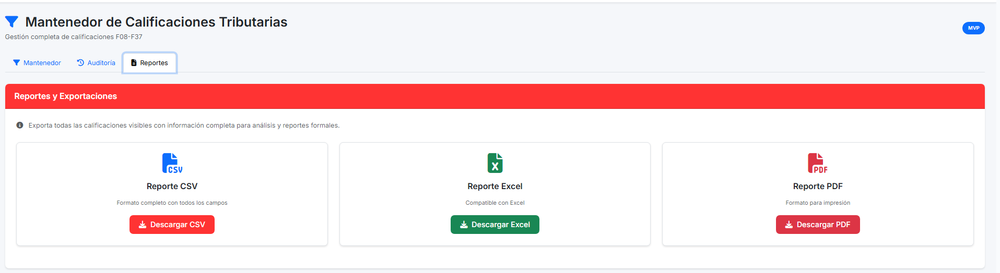 Mantenedor de Calificaciones Tributarias
MVP
Gestión completa de calificaciones F08-F37
Mantenedor
Auditoría
Reportes
Reportes y Exportaciones
Exporta todas las calificaciones visibles con información completa para análisis y reportes formales.
CSV
Reporte CSV
Formato completo con todos los campos
Descargar CSV
X
Reporte Excel
Compatible con Excel
Descargar Excel
PDF
Reporte PDF
Formato para impresión
Descargar PDF